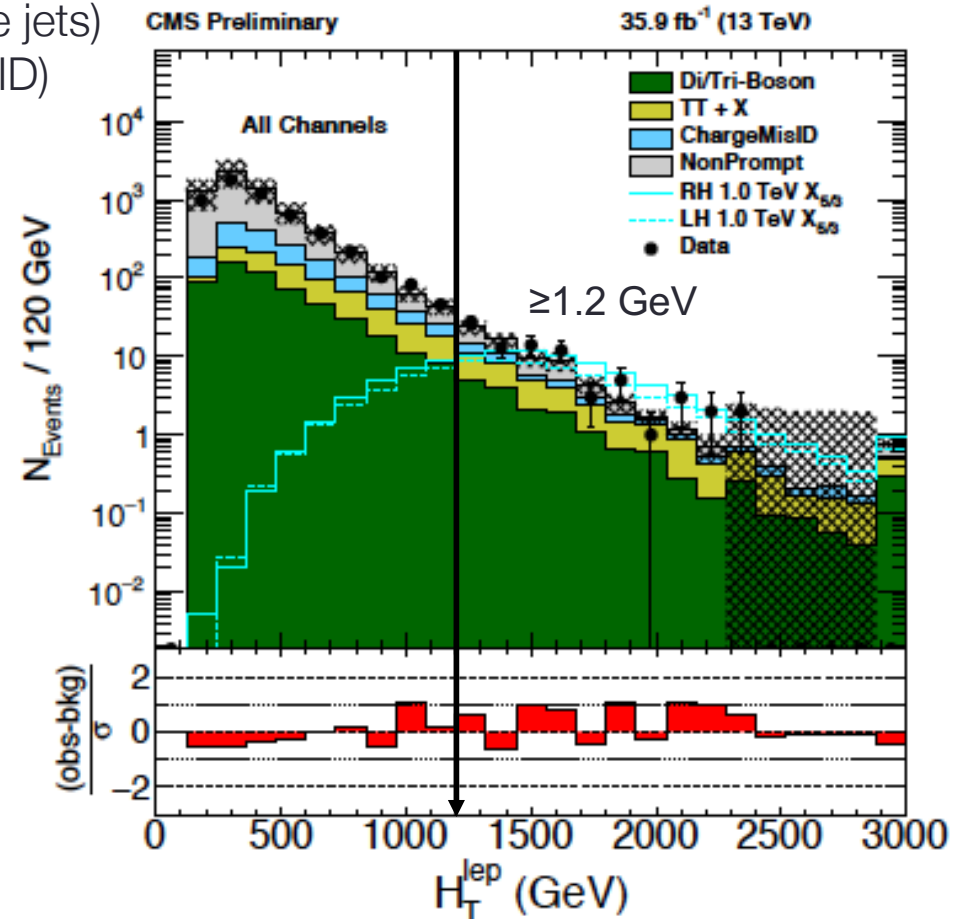 e jets)
ID)
CMS Preliminary
35.9 fb⁻¹ (13 TeV)
All Channels
Di/Tri-Boson
TT + X
ChargeMisID
NonPrompt
RH 1.0 TeV X₅/₃
LH 1.0 TeV X₅/₃
Data
≥1.2 GeV
N_Events / 120 GeV
10⁴
10³
10²
10
1
10⁻¹
10⁻²
(obs-bkg)
σ
2
0
−2
0 500 1000 1500 2000 2500 3000
H_T^lep (GeV)